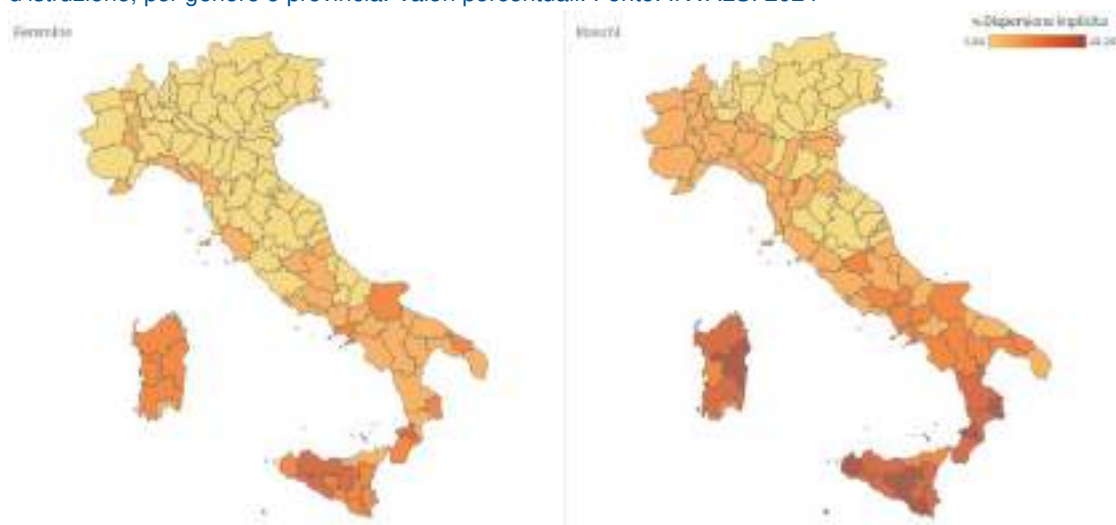 d'istruzione, per genere e provincia. Valori percentuali. Fonte: INVALSI 2024
Femmine
Maschi
% Dispersione implicita